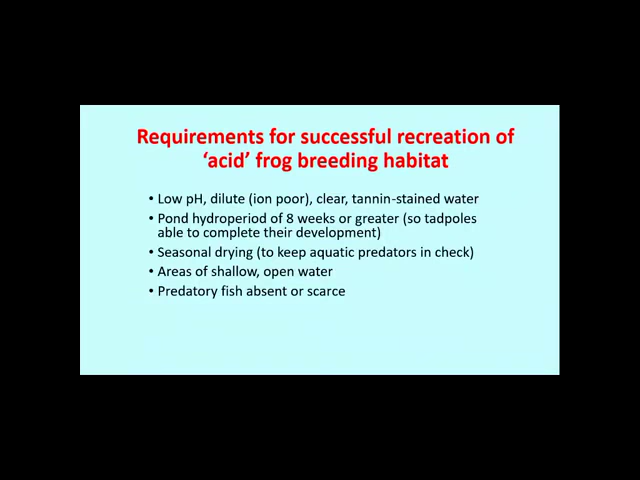 Requirements for successful recreation of
‘acid’ frog breeding habitat
• Low pH, dilute (ion poor), clear, tannin-stained water
• Pond hydroperiod of 8 weeks or greater (so tadpoles
able to complete their development)
• Seasonal drying (to keep aquatic predators in check)
• Areas of shallow, open water
• Predatory fish absent or scarce